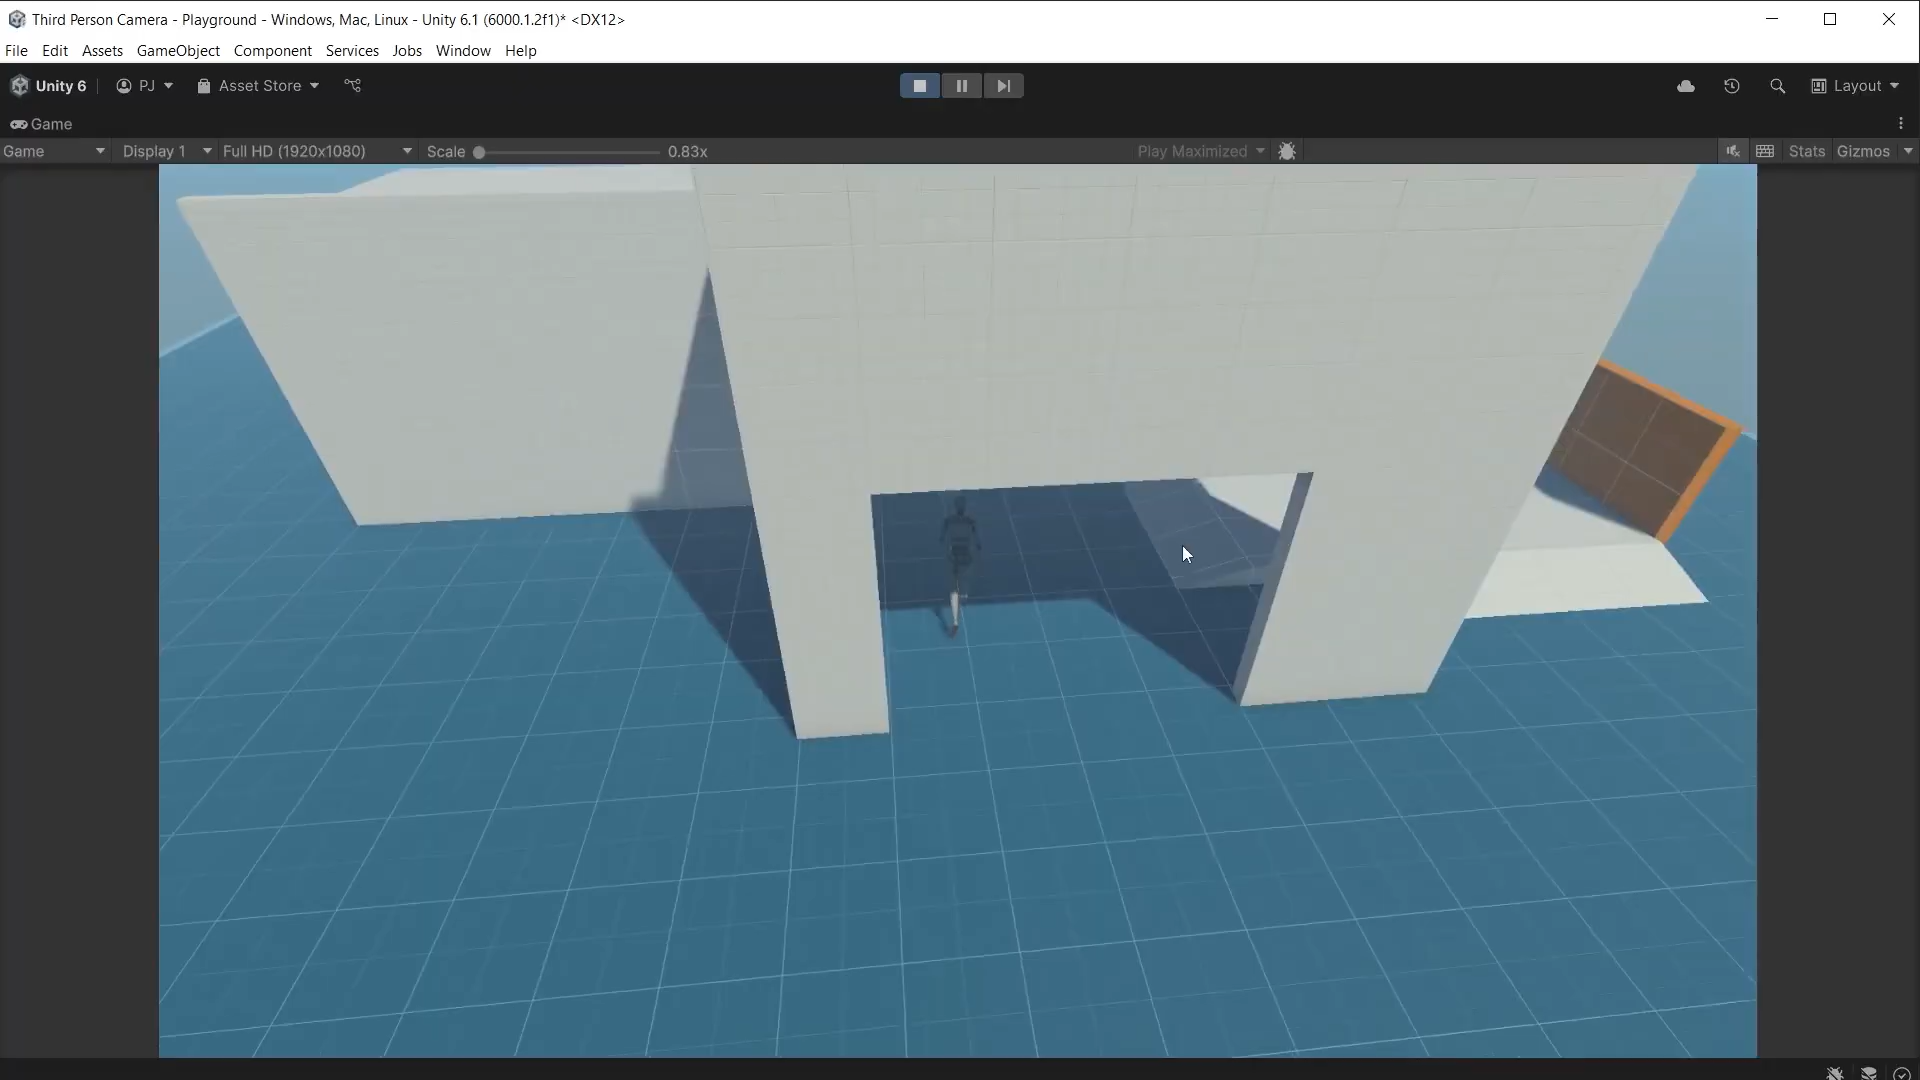 Third Person Camera - Playground - Windows, Mac, Linux - Unity 6.1 (6000.1.2f1)* <DX12>
File Edit Assets GameObject Component Services Jobs Window Help
Unity 6 PJ Asset Store Layout
Game
Game Display 1 Full HD (1920x1080) Scale 0.83x Play Maximized Stats Gizmos